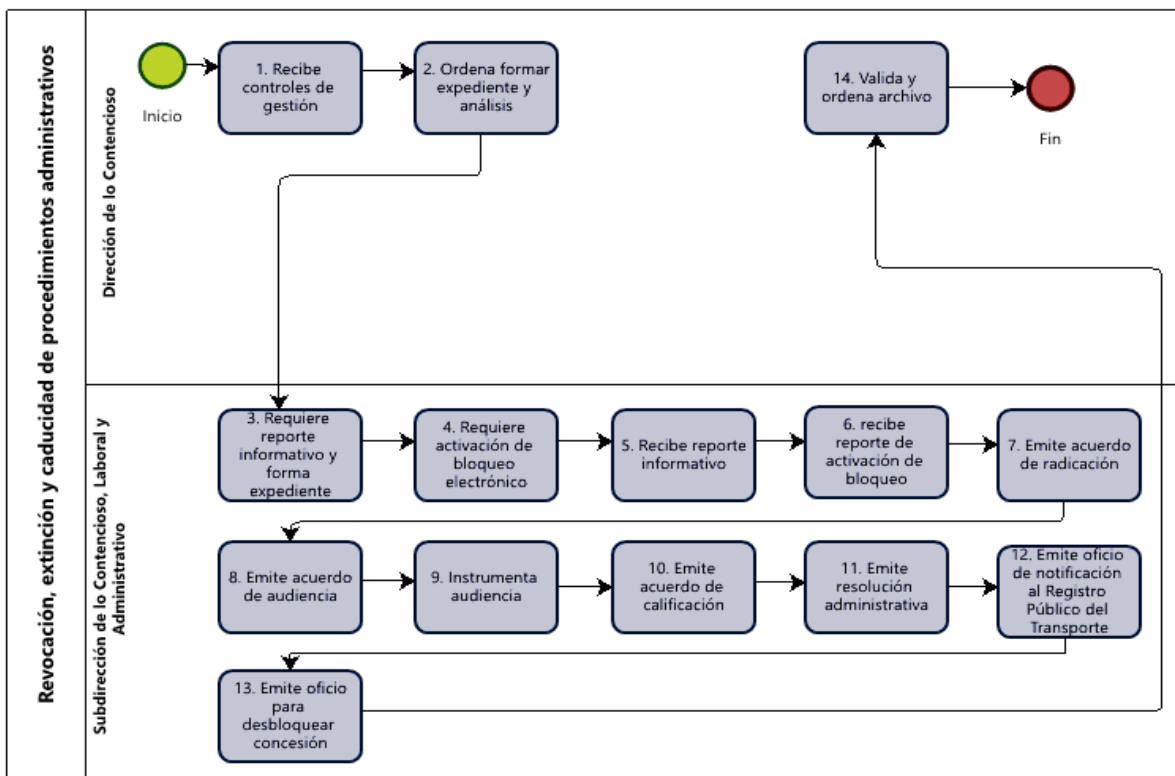 Revocación, extinción y caducidad de procedimientos administrativos
Dirección de lo Contencioso
Inicio
1. Recibe
controles de
gestión
2. Ordena formar
expediente y
análisis
14. Valida y
ordena archivo
Fin
Subdirección de lo Contencioso, Laboral y
Administrativo
3. Requiere
reporte
informativo y
forma
expediente
4. Requiere
activación de
bloqueo
electrónico
5. Recibe reporte
informativo
6. recibe
reporte de
activación de
bloqueo
7. Emite acuerdo
de radicación
8. Emite acuerdo
de audiencia
9. Instrumenta
audiencia
10. Emite
acuerdo de
calificación
11. Emite
resolución
administrativa
12. Emite oficio
de notificación
al Registro
Público del
Transporte
13. Emite oficio
para
desbloquear
concesión